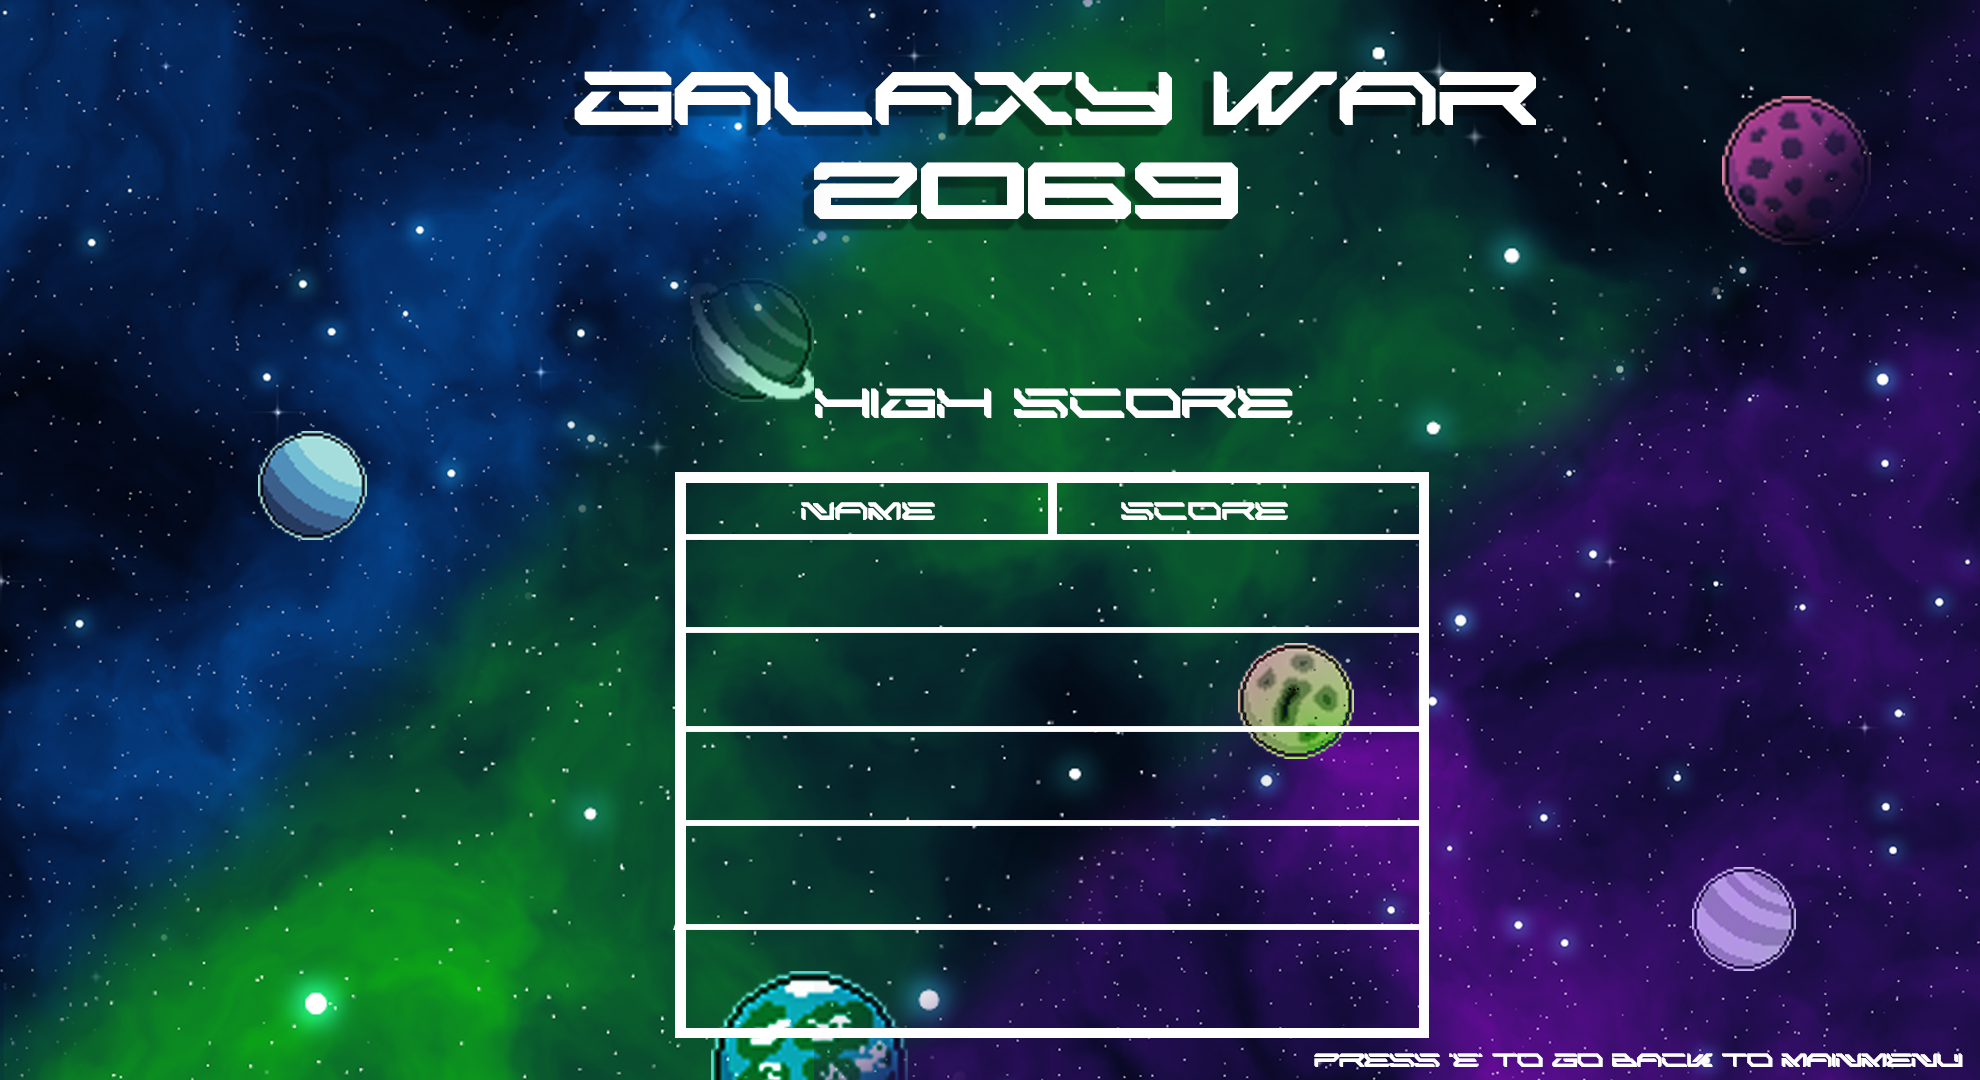 GALAXY WAR
2069
HIGH SCORE
NAME SCORE
PRESS 'E' TO GO BACK TO MAINMENU